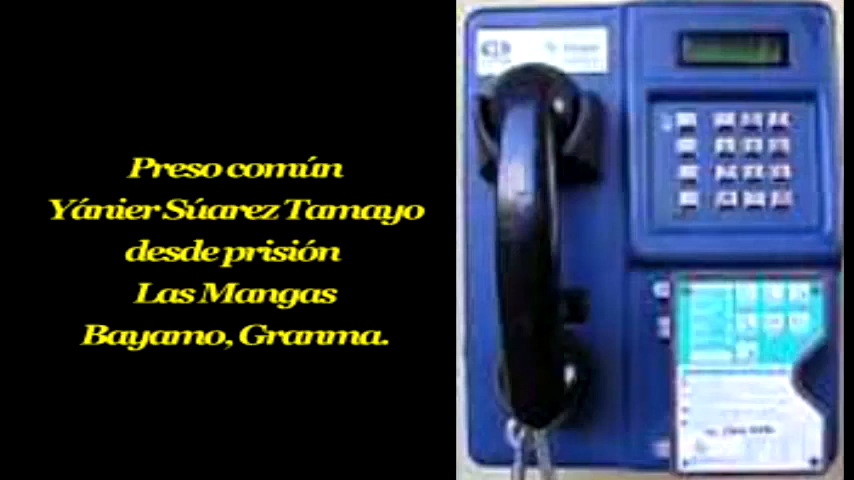 Preso común
Yánier Súarez Tamayo
desde prisión
Las Mangas
Bayamo, Granma.